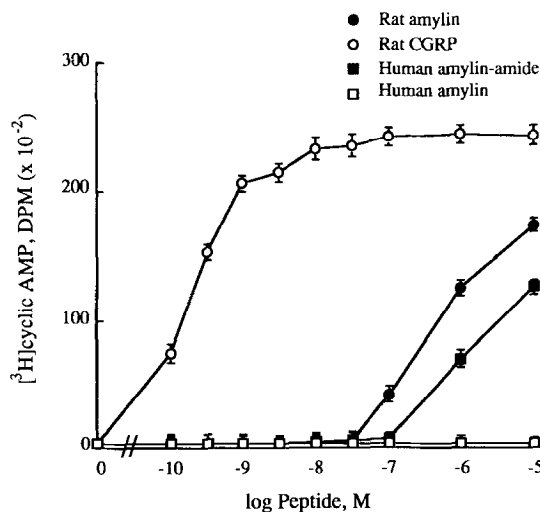 Rat amylin
Rat CGRP
Human amylin-amide
Human amylin
[³H]cyclic AMP, DPM (x 10⁻²)
300
200
100
0
0 -10 -9 -8 -7 -6 -5
log Peptide, M